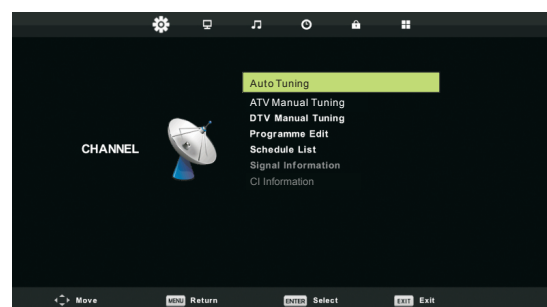 Auto Tuning
ATV Manual Tuning
DTV Manual Tuning
Programme Edit
CHANNEL
Schedule List
Signal Information
CI Information
Move MENU Return ENTER Select EXIT Exit